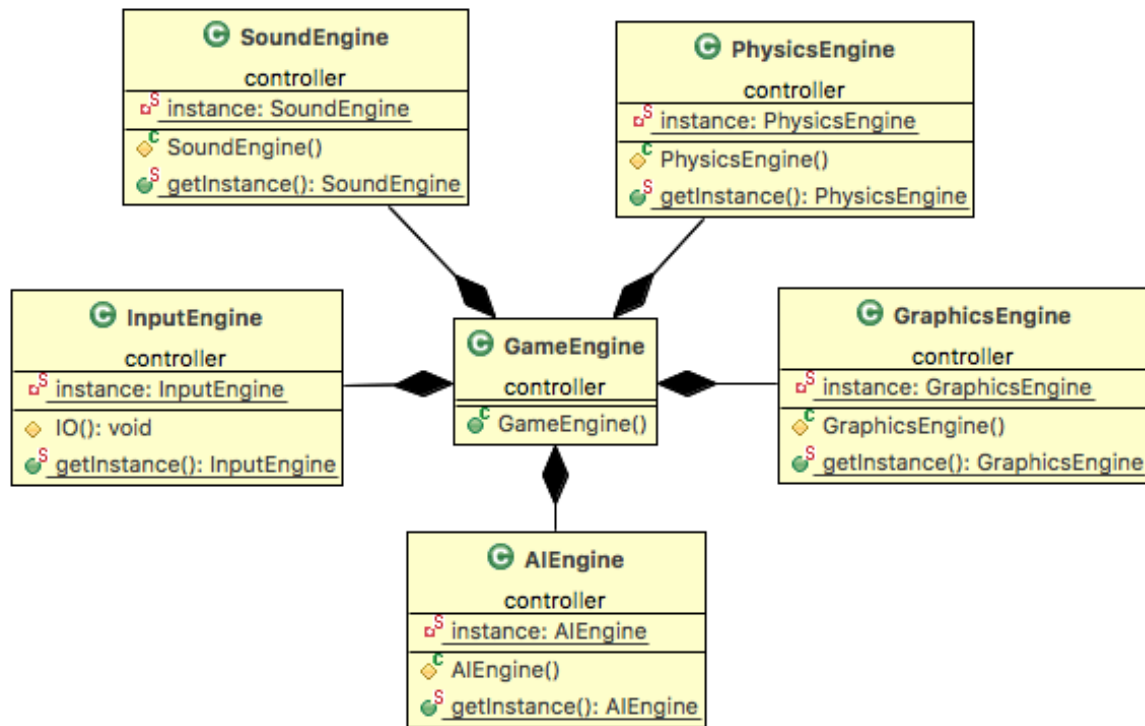 SoundEngine
controller
instance: SoundEngine
SoundEngine()
getInstance(): SoundEngine
PhysicsEngine
controller
instance: PhysicsEngine
PhysicsEngine()
getInstance(): PhysicsEngine
InputEngine
controller
instance: InputEngine
IO(): void
getInstance(): InputEngine
GameEngine
controller
GameEngine()
GraphicsEngine
controller
instance: GraphicsEngine
GraphicsEngine()
getInstance(): GraphicsEngine
AIEngine
controller
instance: AIEngine
AIEngine()
getInstance(): AIEngine